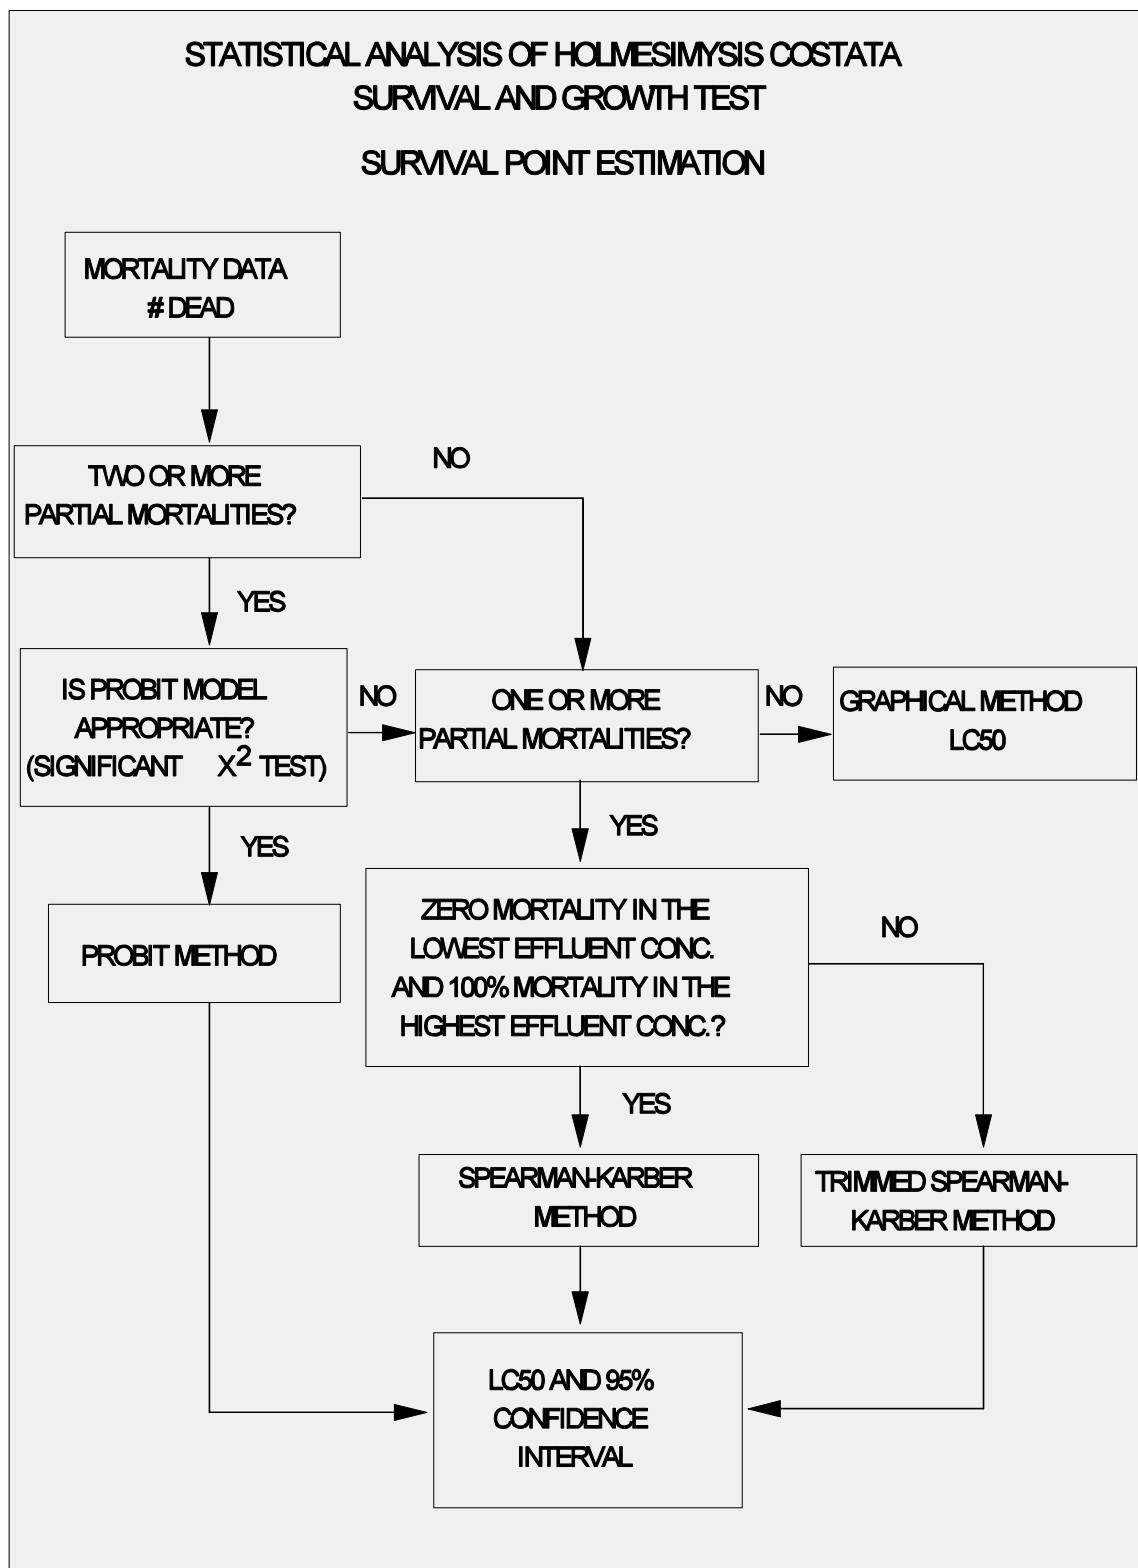 STATISTICAL ANALYSIS OF HOLMESIMYSIS COSTATA
SURVIVAL AND GROWTH TEST
SURVIVAL POINT ESTIMATION
MORTALITY DATA
# DEAD
TWO OR MORE
PARTIAL MORTALITIES?
NO
YES
IS PROBIT MODEL
APPROPRIATE?
(SIGNIFICANT X² TEST)
NO
ONE OR MORE
PARTIAL MORTALITIES?
NO
GRAPHICAL METHOD
LC50
YES
YES
PROBIT METHOD
ZERO MORTALITY IN THE
LOWEST EFFLUENT CONC.
AND 100% MORTALITY IN THE
HIGHEST EFFLUENT CONC.?
NO
YES
SPEARMAN-KARBER
METHOD
TRIMMED SPEARMAN-
KARBER METHOD
LC50 AND 95%
CONFIDENCE
INTERVAL